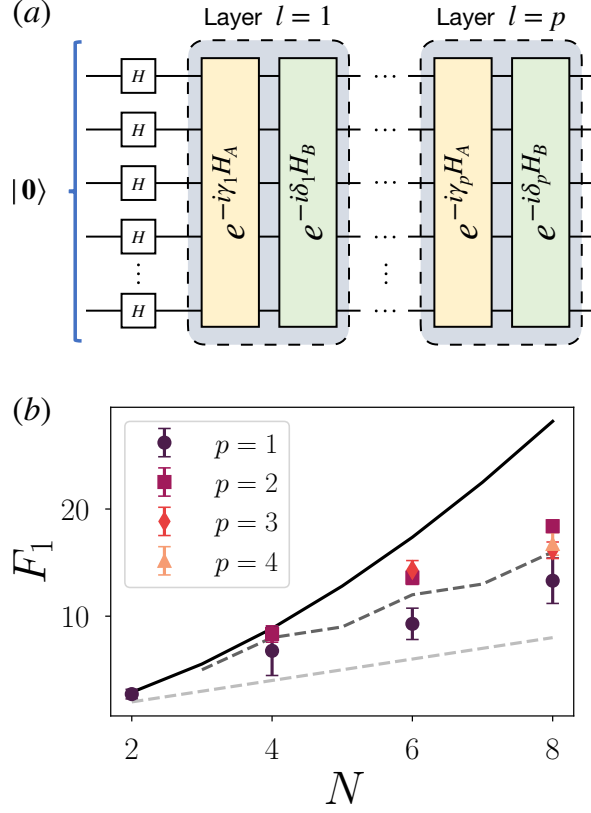 (a)
Layer l = 1
Layer l = p
H
H
H
H
H
|0⟩
e^{-iγ_1 H_A}
e^{-iδ_1 H_B}
e^{-iγ_p H_A}
e^{-iδ_p H_B}
(b)
p = 1
p = 2
p = 3
p = 4
F_1
20
10
2
4
6
8
N